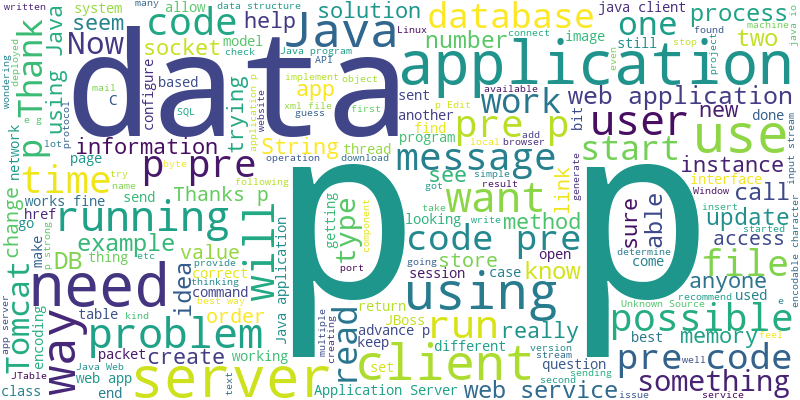 written
many
data structure
system
seem
allow
code
help
solution
database
java client
one
process
Linux
connect
machine
java io
Now
socket
model
check
Java program
API
Java
number
image
still
two
stop
found
even
project
wondering
deployed
Thank
p
using Java
mail
C
configure
based
SQL
data
app
implement
object
xml file
first
website
guess
application p
trying
application
sent
work
web application
another
p Edit
available
bit
user
new
done
protocol
e g
information
p pre
String
find
pre p
local
add
browser
network
lot
page
byte
thread
program
message
link
start
instance
input stream
encodable character
time
try
name
operation
download
following
see
simple
got
result
generate
Window
interface
use
works fine
send
Thanks p
want
type
getting
component
looking
method
take
write
insert
call
started
change
href
go
running
will
p
p
sure
able
update
p strong
make
example
value
code pre
store
going
case
know
open
determine
come
access
Tomcat
DB
thing
etc
provide
correct
thinking
idea
Java application
port
session
using
file
anyone
Unknown Source
e
encoding
need
command
best way
return
JBoss
run
really
possible
recommend
used
app server
way
table
kind
problem
order
multiple
creating
read
advance p
keep
different
version
stream
best
memory
feel
packet
create
working
set
client
question
pre code
well
JTable
Java Web
web app
class
end
text
server
Application Server
web service
sending
second
issue
something
service